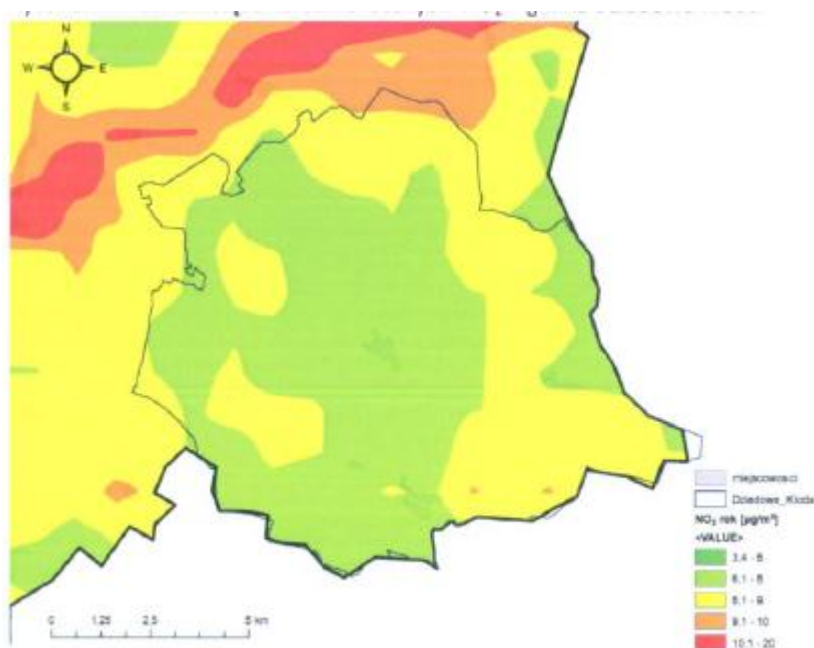 N
W E
S
miejscowosci
Dziadowa_Kłoda
NO₂ rok [µg/m³]
<VALUE>
3,4 - 6
6,1 - 8
8,1 - 9
9,1 - 10
10,1 - 20
0 1,25 2,5 5 km